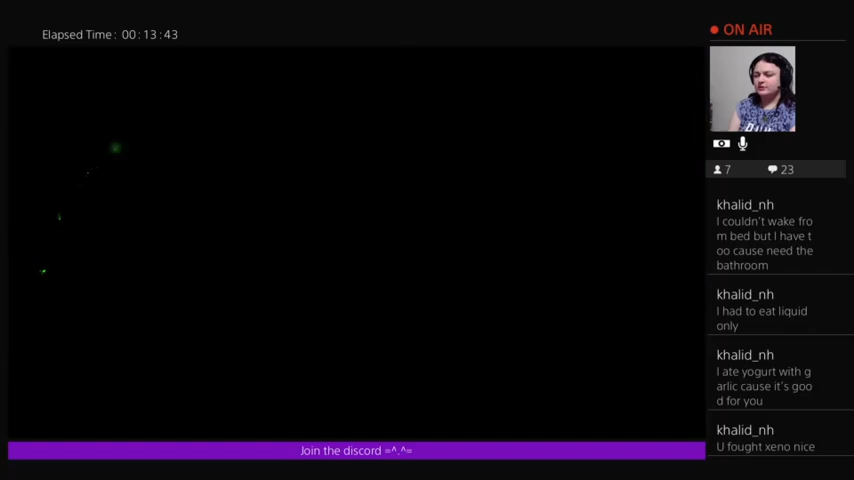 Elapsed Time: 00:13:43
ON AIR
7 23
khalid_nh
I couldn't wake fro
m bed but I have t
oo cause need the
bathroom
khalid_nh
I had to eat liquid
only
khalid_nh
I ate yogurt with g
arlic cause it's goo
d for you
khalid_nh
U fought xeno nice
Join the discord =^.^=